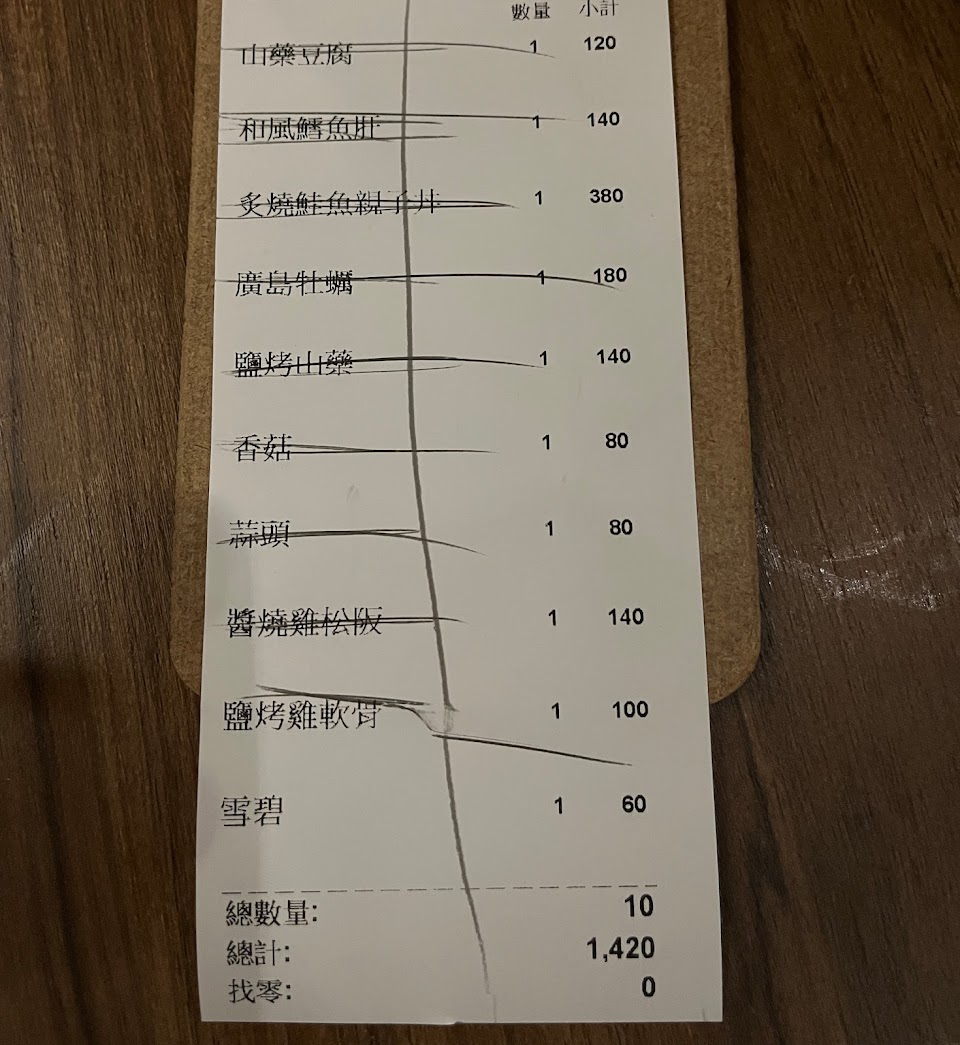 數量 小計
山藥豆腐 1 120
和風鱈魚肝 1 140
炙燒鮭魚親子丼 1 380
廣島牡蠣 1 180
鹽烤山藥 1 140
香菇 1 80
蒜頭 1 80
醬燒雞松阪 1 140
鹽烤雞軟骨 1 100
雪碧 1 60
總數量: 10
總計: 1,420
找零: 0